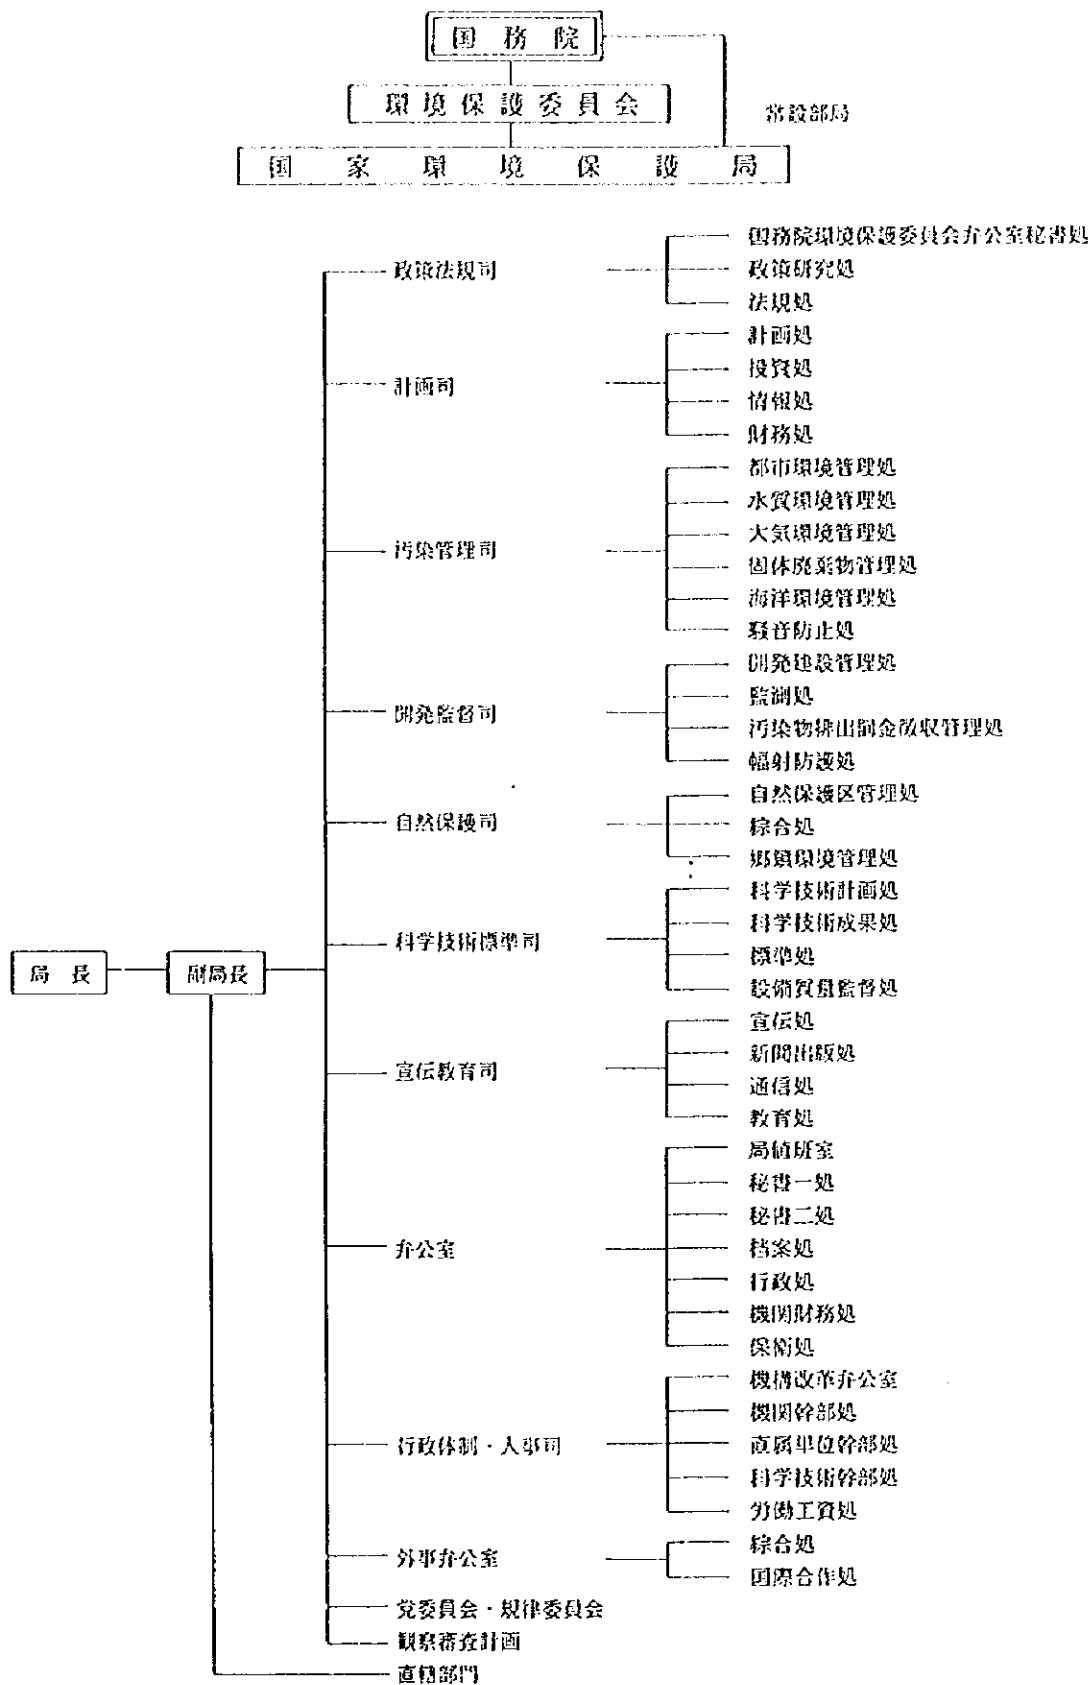 国務院
環境保護委員会
常設部局
国家環境保護局
国務院環境保護委員会弁公室秘書処
政策法規司
政策研究処
法規処
計画処
投資処
計画司
情報処
財務処
都市環境管理処
水質環境管理処
大気環境管理処
汚染管理司
固体廃棄物管理処
海洋環境管理処
騒音防止処
開発建設管理処
監測処
開発監督司
汚染物排出罰金徴収管理処
輻射防護処
自然保護区管理処
自然保護司
綜合処
郷鎮環境管理処
科学技術計画処
科学技術成果処
科学技術標準司
標準処
局長
副局長
設備質量監督処
宣伝処
新聞出版処
宣伝教育司
通信処
教育処
局値班室
秘書一処
秘書二処
弁公室
档案処
行政処
機関財務処
保衛処
機構改革弁公室
機関幹部処
行政体制・人事司
直属単位幹部処
科学技術幹部処
労働工資処
綜合処
外事弁公室
国際合作処
党委員会・規律委員会
観察審査計画
部門